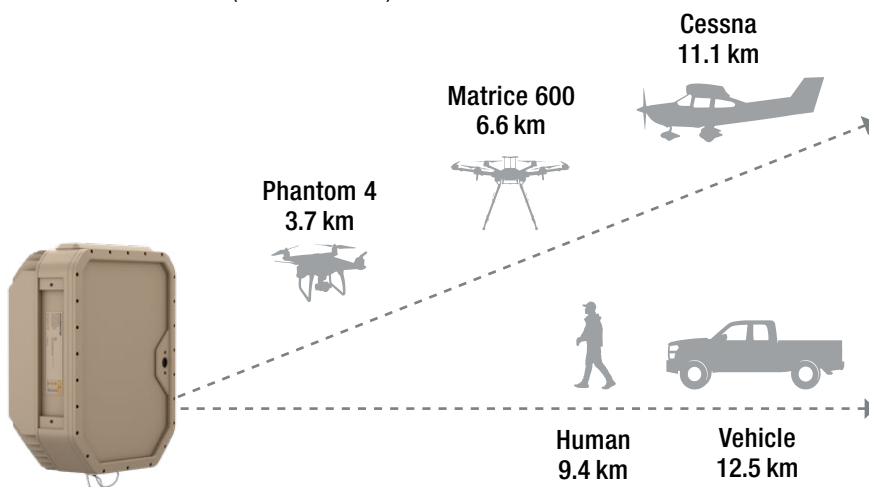 Cessna
11.1 km
Matrice 600
6.6 km
Phantom 4
3.7 km
Human
9.4 km
Vehicle
12.5 km